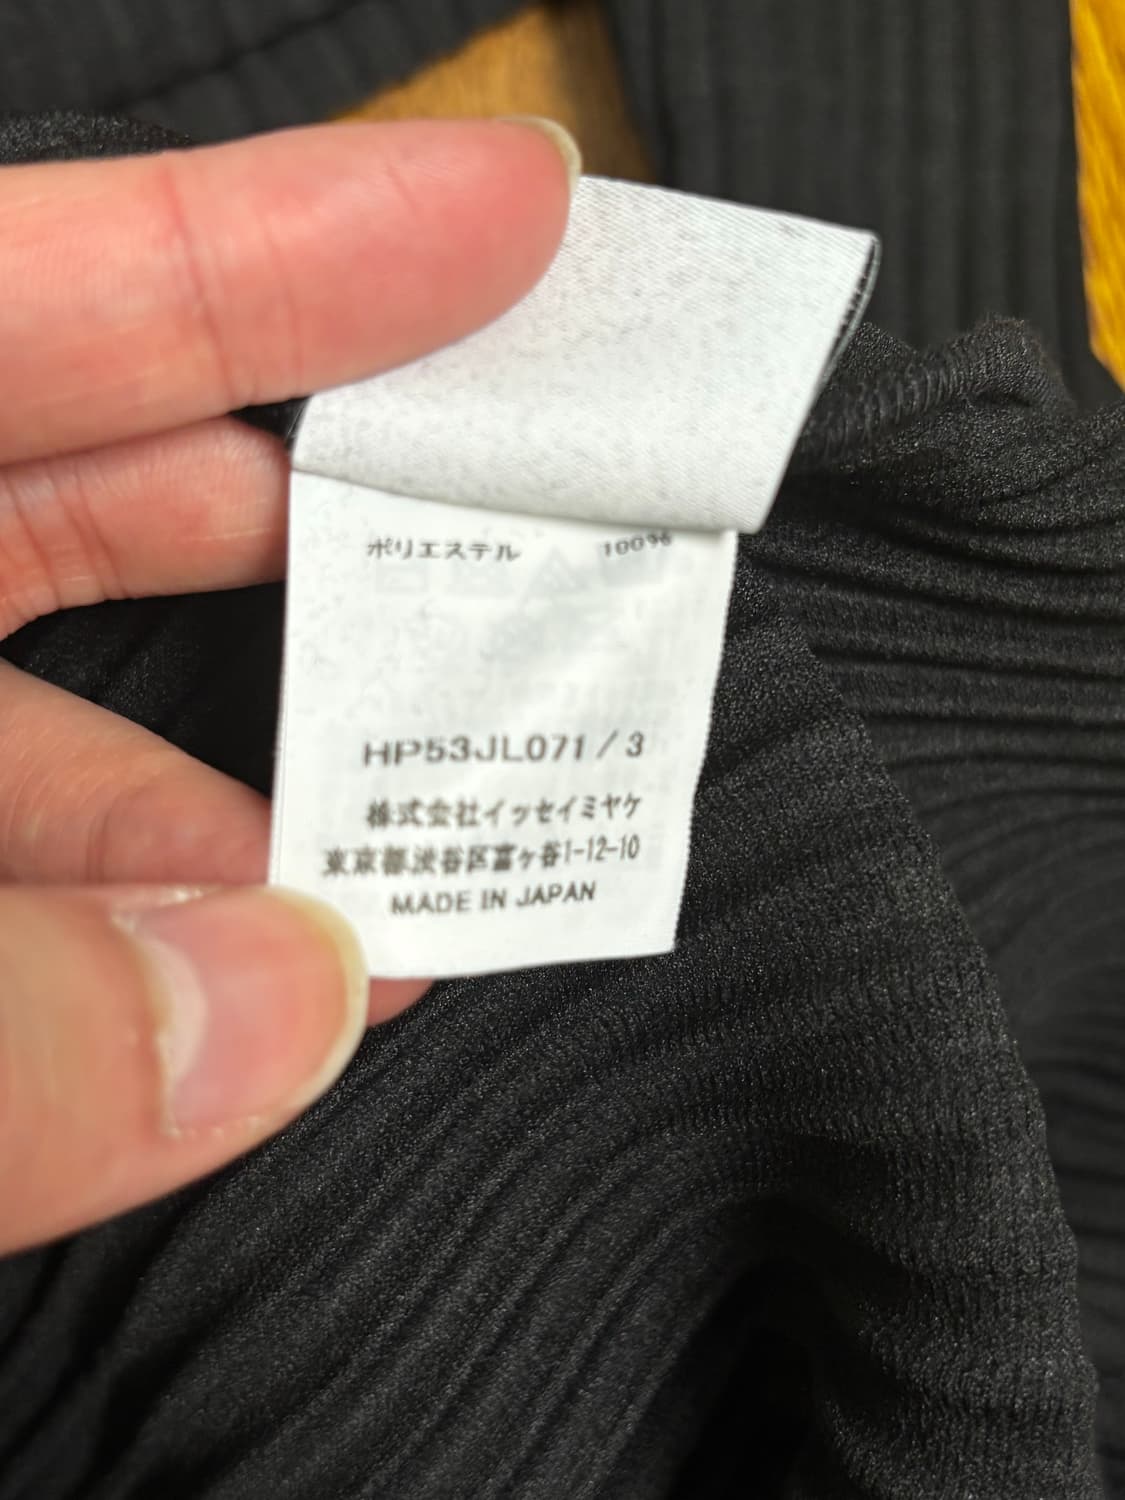 ポリエステル 100%
HP53JL071 / 3
株式会社イッセイミヤケ
東京都渋谷区富ヶ谷1-12-10
MADE IN JAPAN